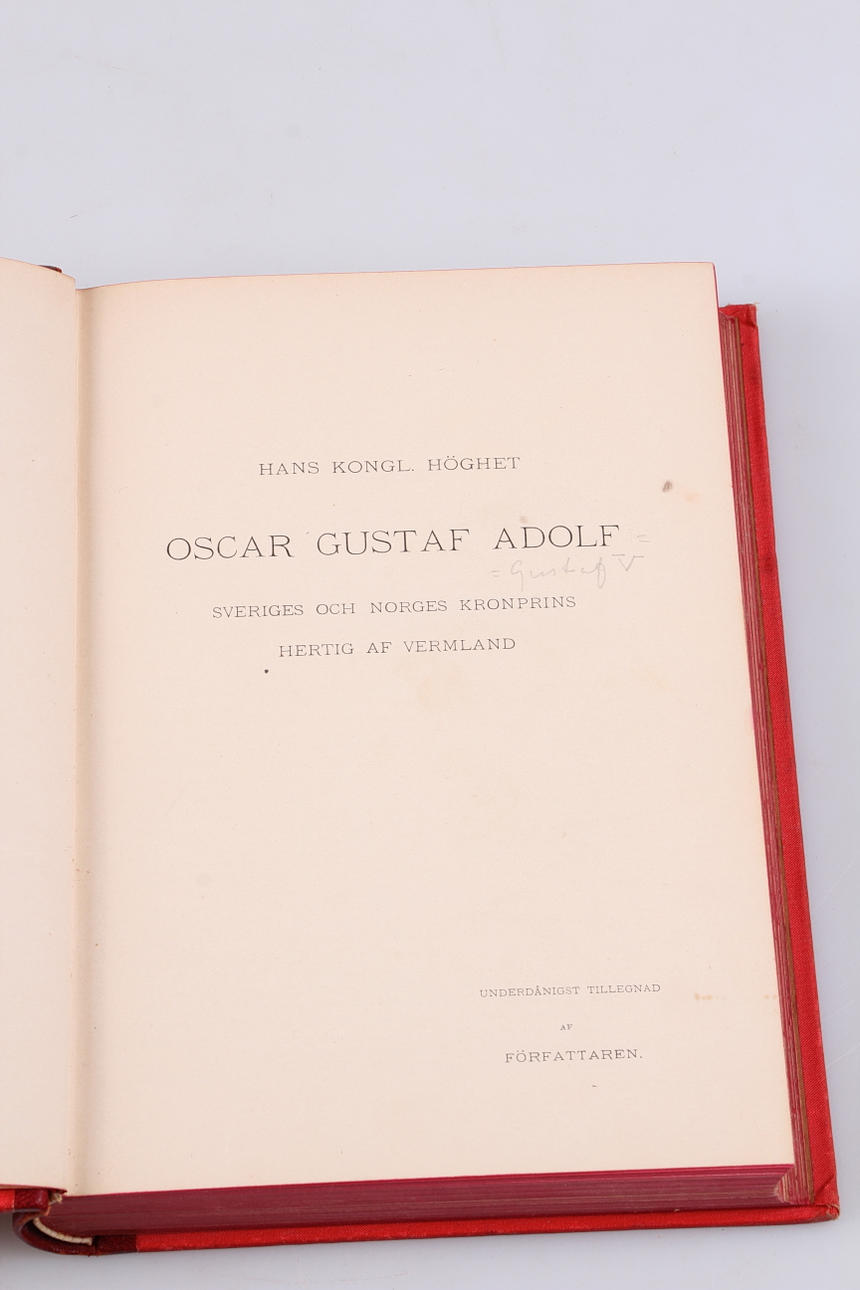 HANS KONGL. HÖGHET
OSCAR GUSTAF ADOLF =
= Gustaf V
SVERIGES OCH NORGES KRONPRINS
HERTIG AF VERMLAND
UNDERDÅNIGST TILLEGNAD
AF
FÖRFATTAREN.